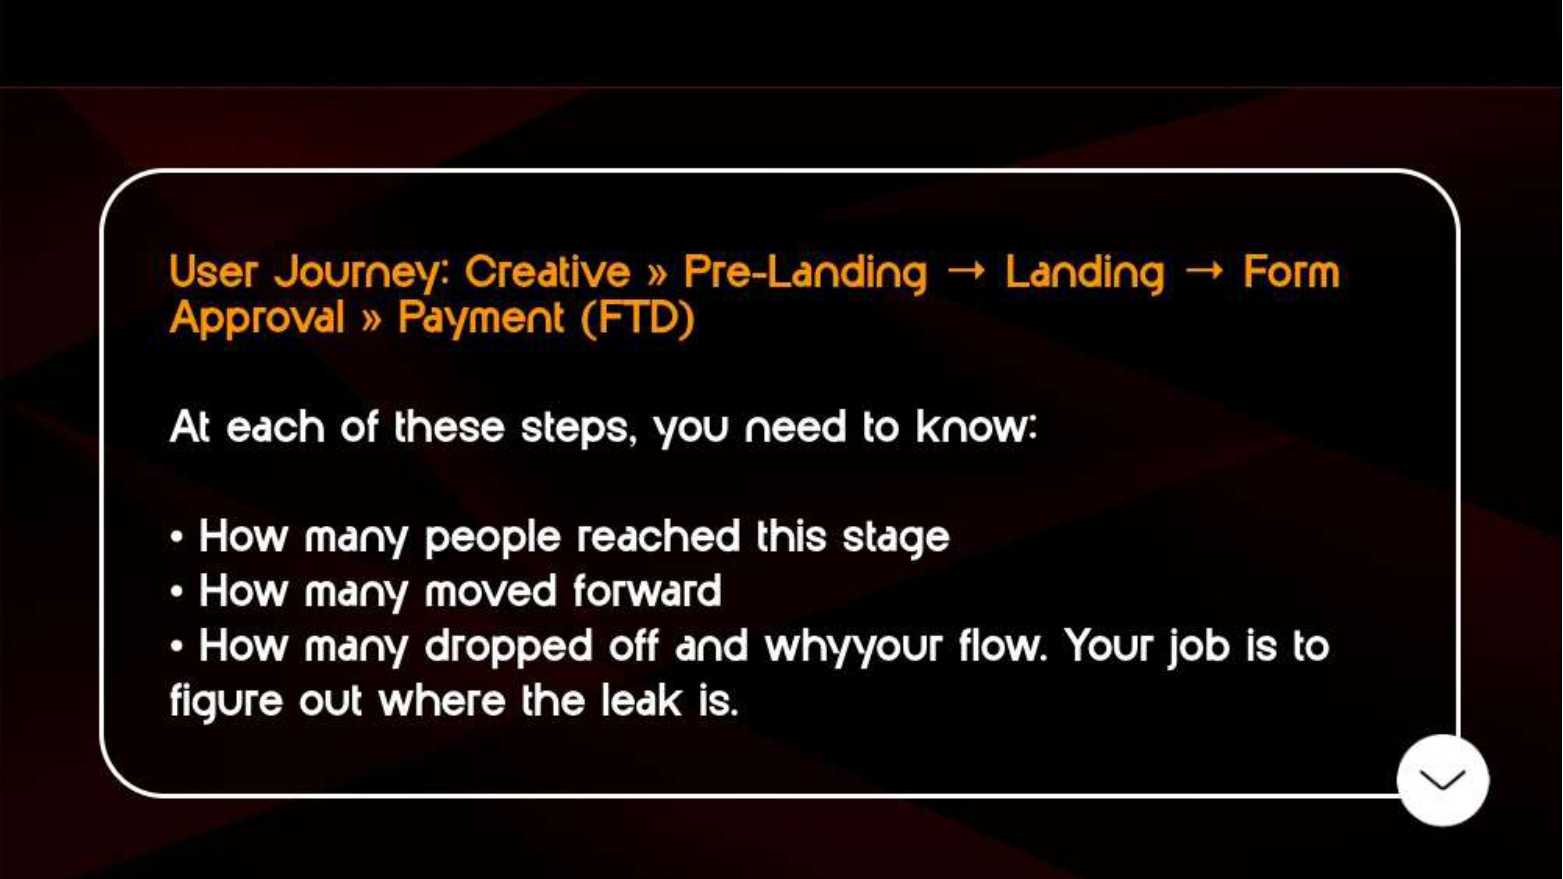 User Journey: Creative » Pre-Landing → Landing → Form
Approval » Payment (FTD)
At each of these steps, you need to know:
• How many people reached this stage
• How many moved forward
• How many dropped off and whyyour flow. Your job is to
figure out where the leak is.